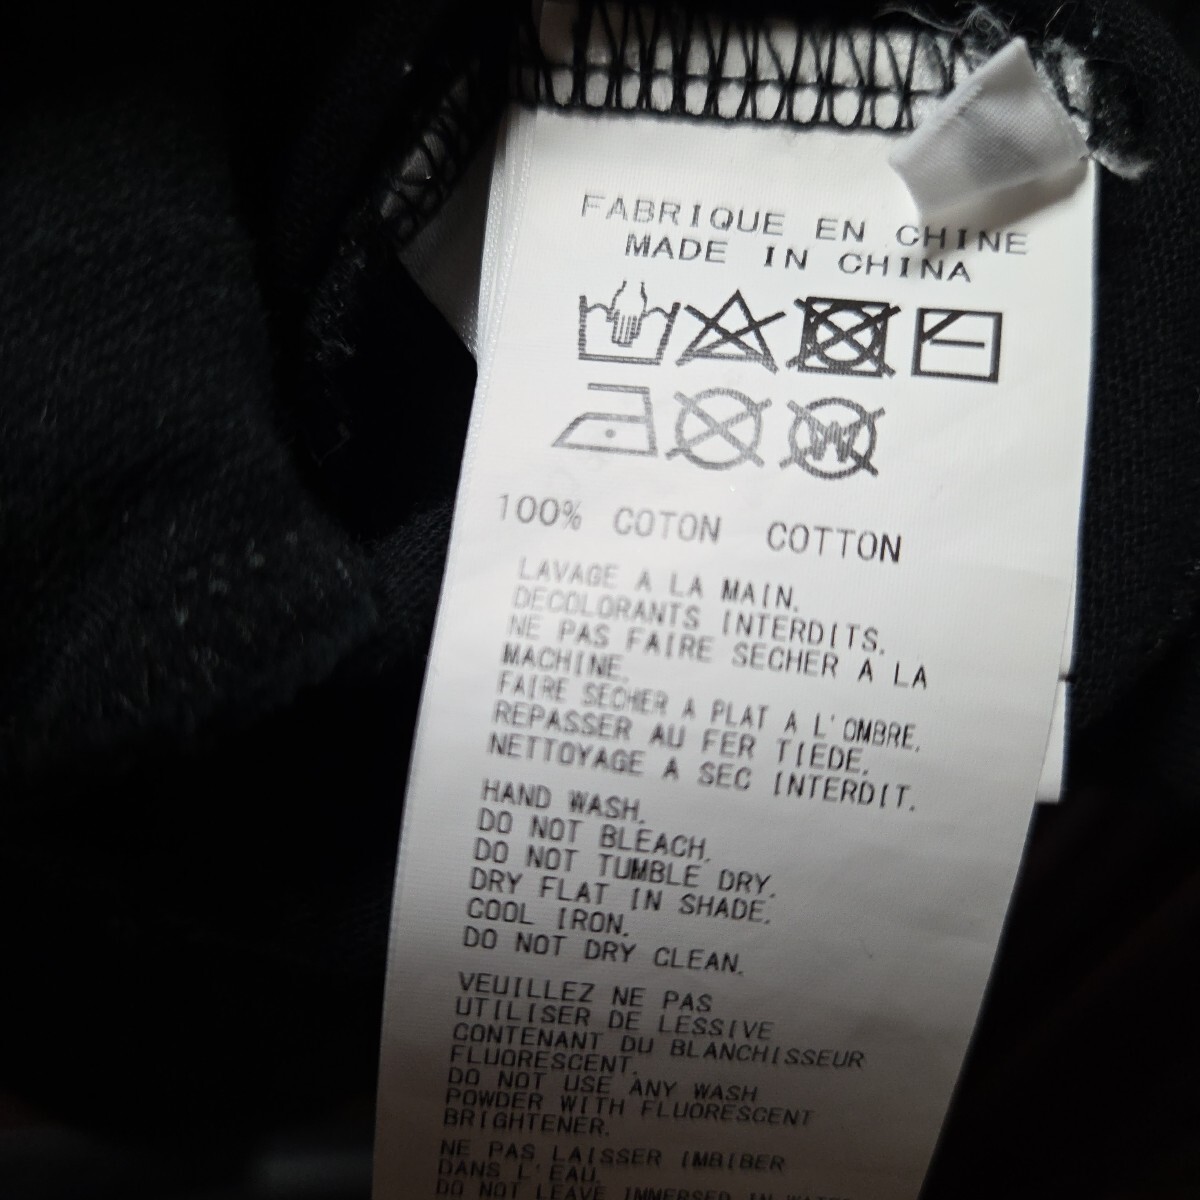 FABRIQUE EN CHINE
MADE IN CHINA
W
100% COTON COTTON
LAVAGE A LA MAIN.
DECOLORANTS INTERDITS.
NE PAS FAIRE SECHER A LA
MACHINE.
FAIRE SECHER A PLAT A L'OMBRE.
REPASSER AU FER TIEDE.
NETTOYAGE A SEC INTERDIT.
HAND WASH.
DO NOT BLEACH.
DO NOT TUMBLE DRY.
DRY FLAT IN SHADE.
COOL IRON.
DO NOT DRY CLEAN.
VEUILLEZ NE PAS
UTILISER DE LESSIVE
CONTENANT DU BLANCHISSEUR
FLUORESCENT.
DO NOT USE ANY WASH
POWDER WITH FLUORESCENT
BRIGHTENER.
NE PAS LAISSER IMBIBER
DANS L'EAU.
DO NOT LEAVE IMMERSED IN WATER